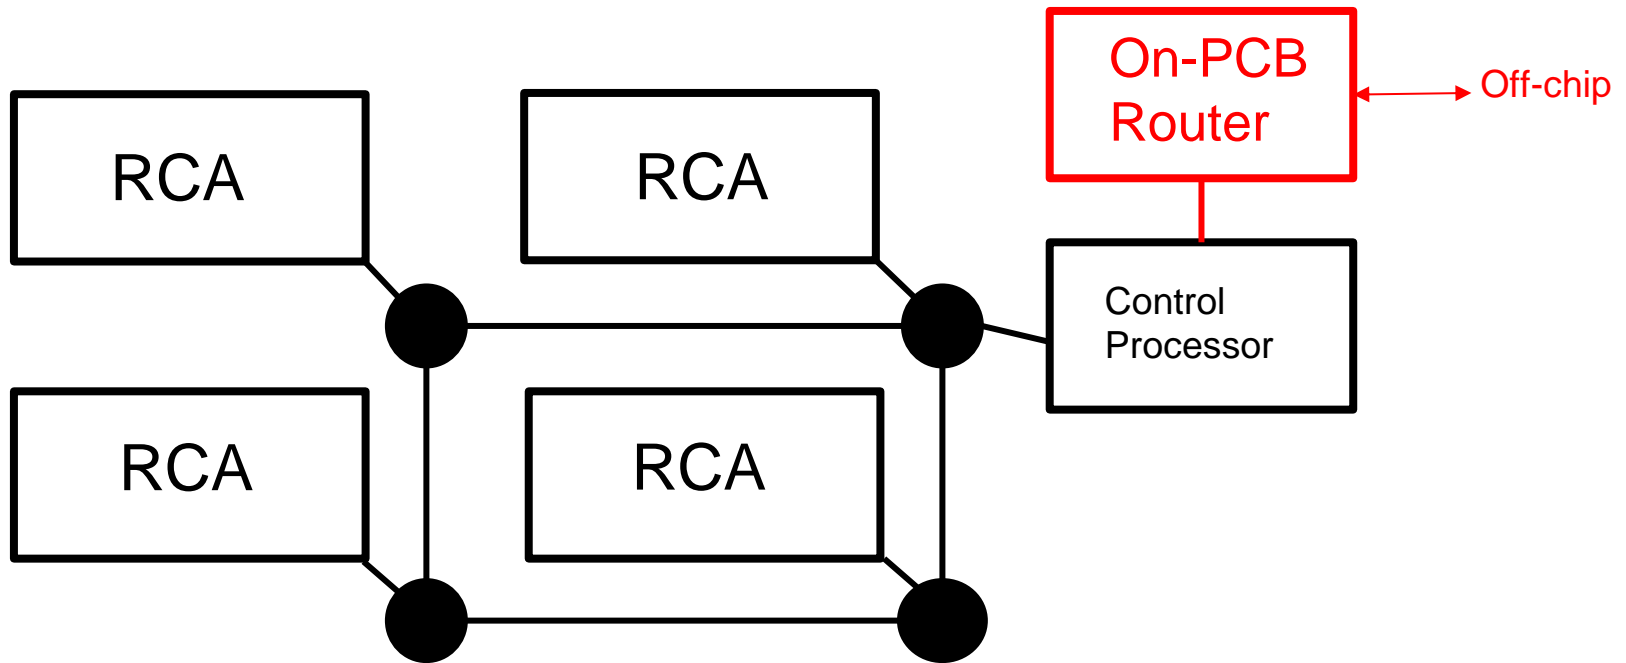 On-PCB
Router
Off-chip
RCA
RCA
Control
Processor
RCA
RCA